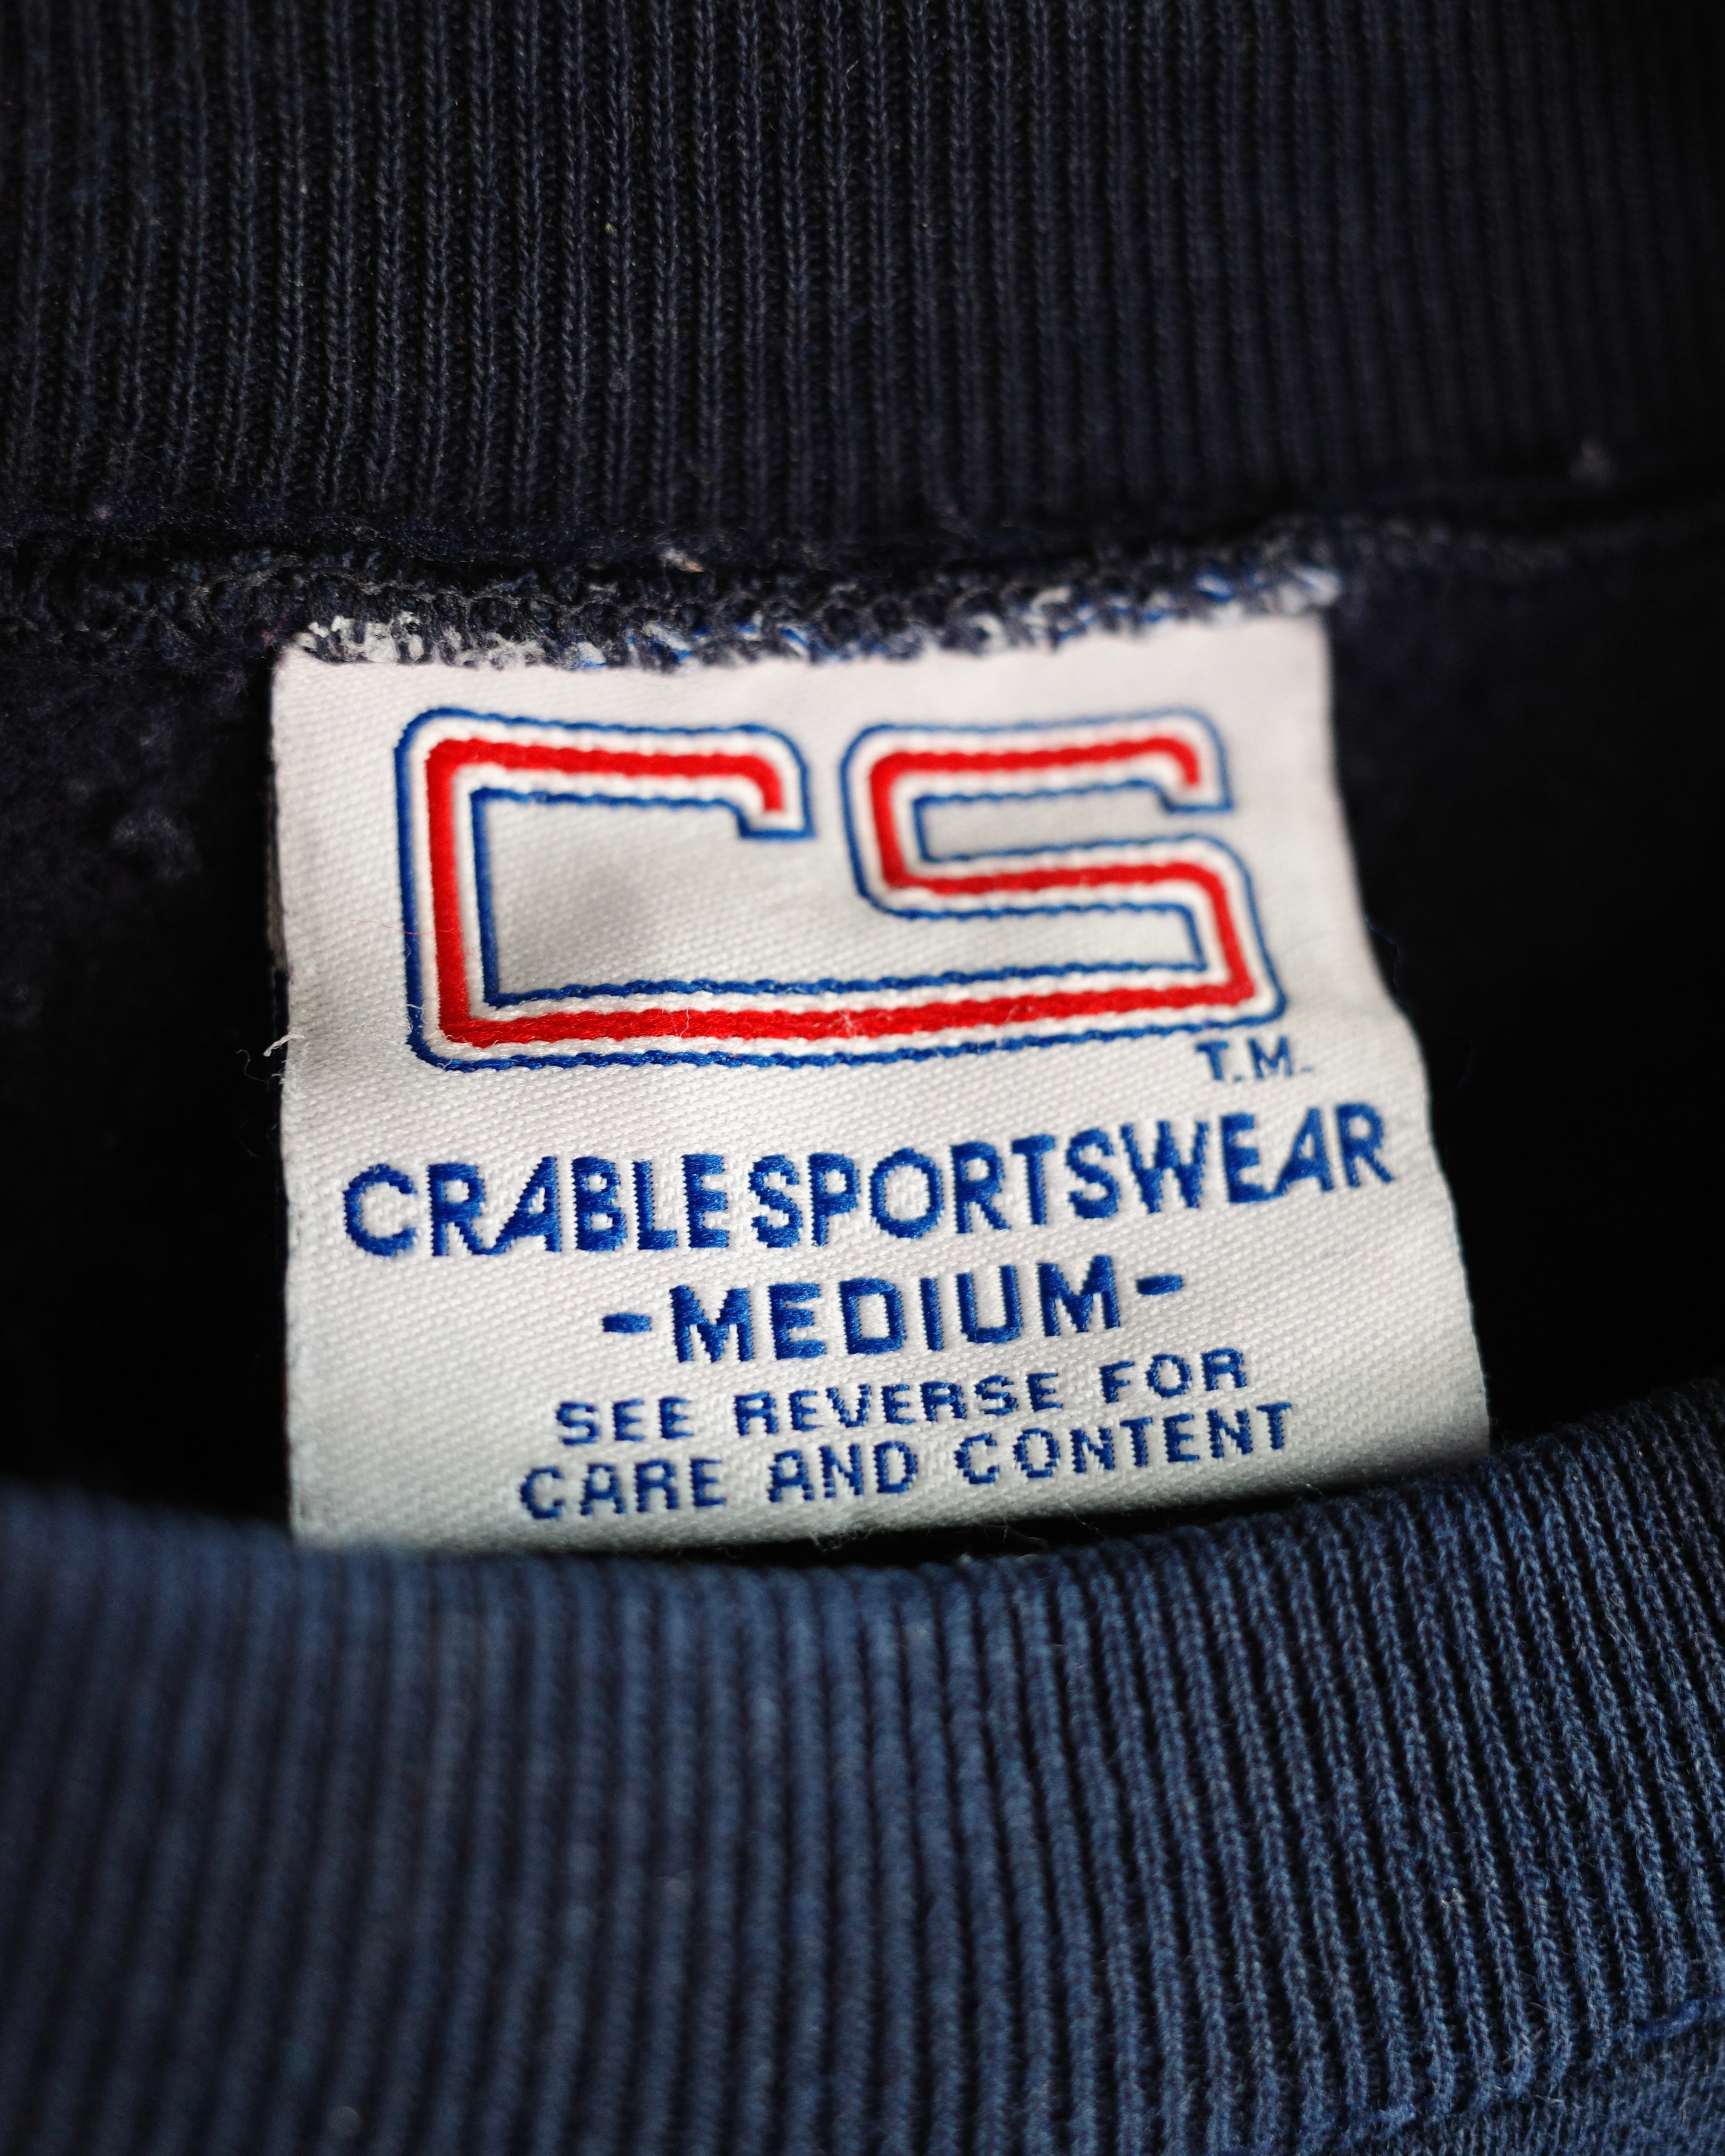 CS
T.M.
CRABLE SPORTSWEAR
-MEDIUM-
SEE REVERSE FOR
CARE AND CONTENT